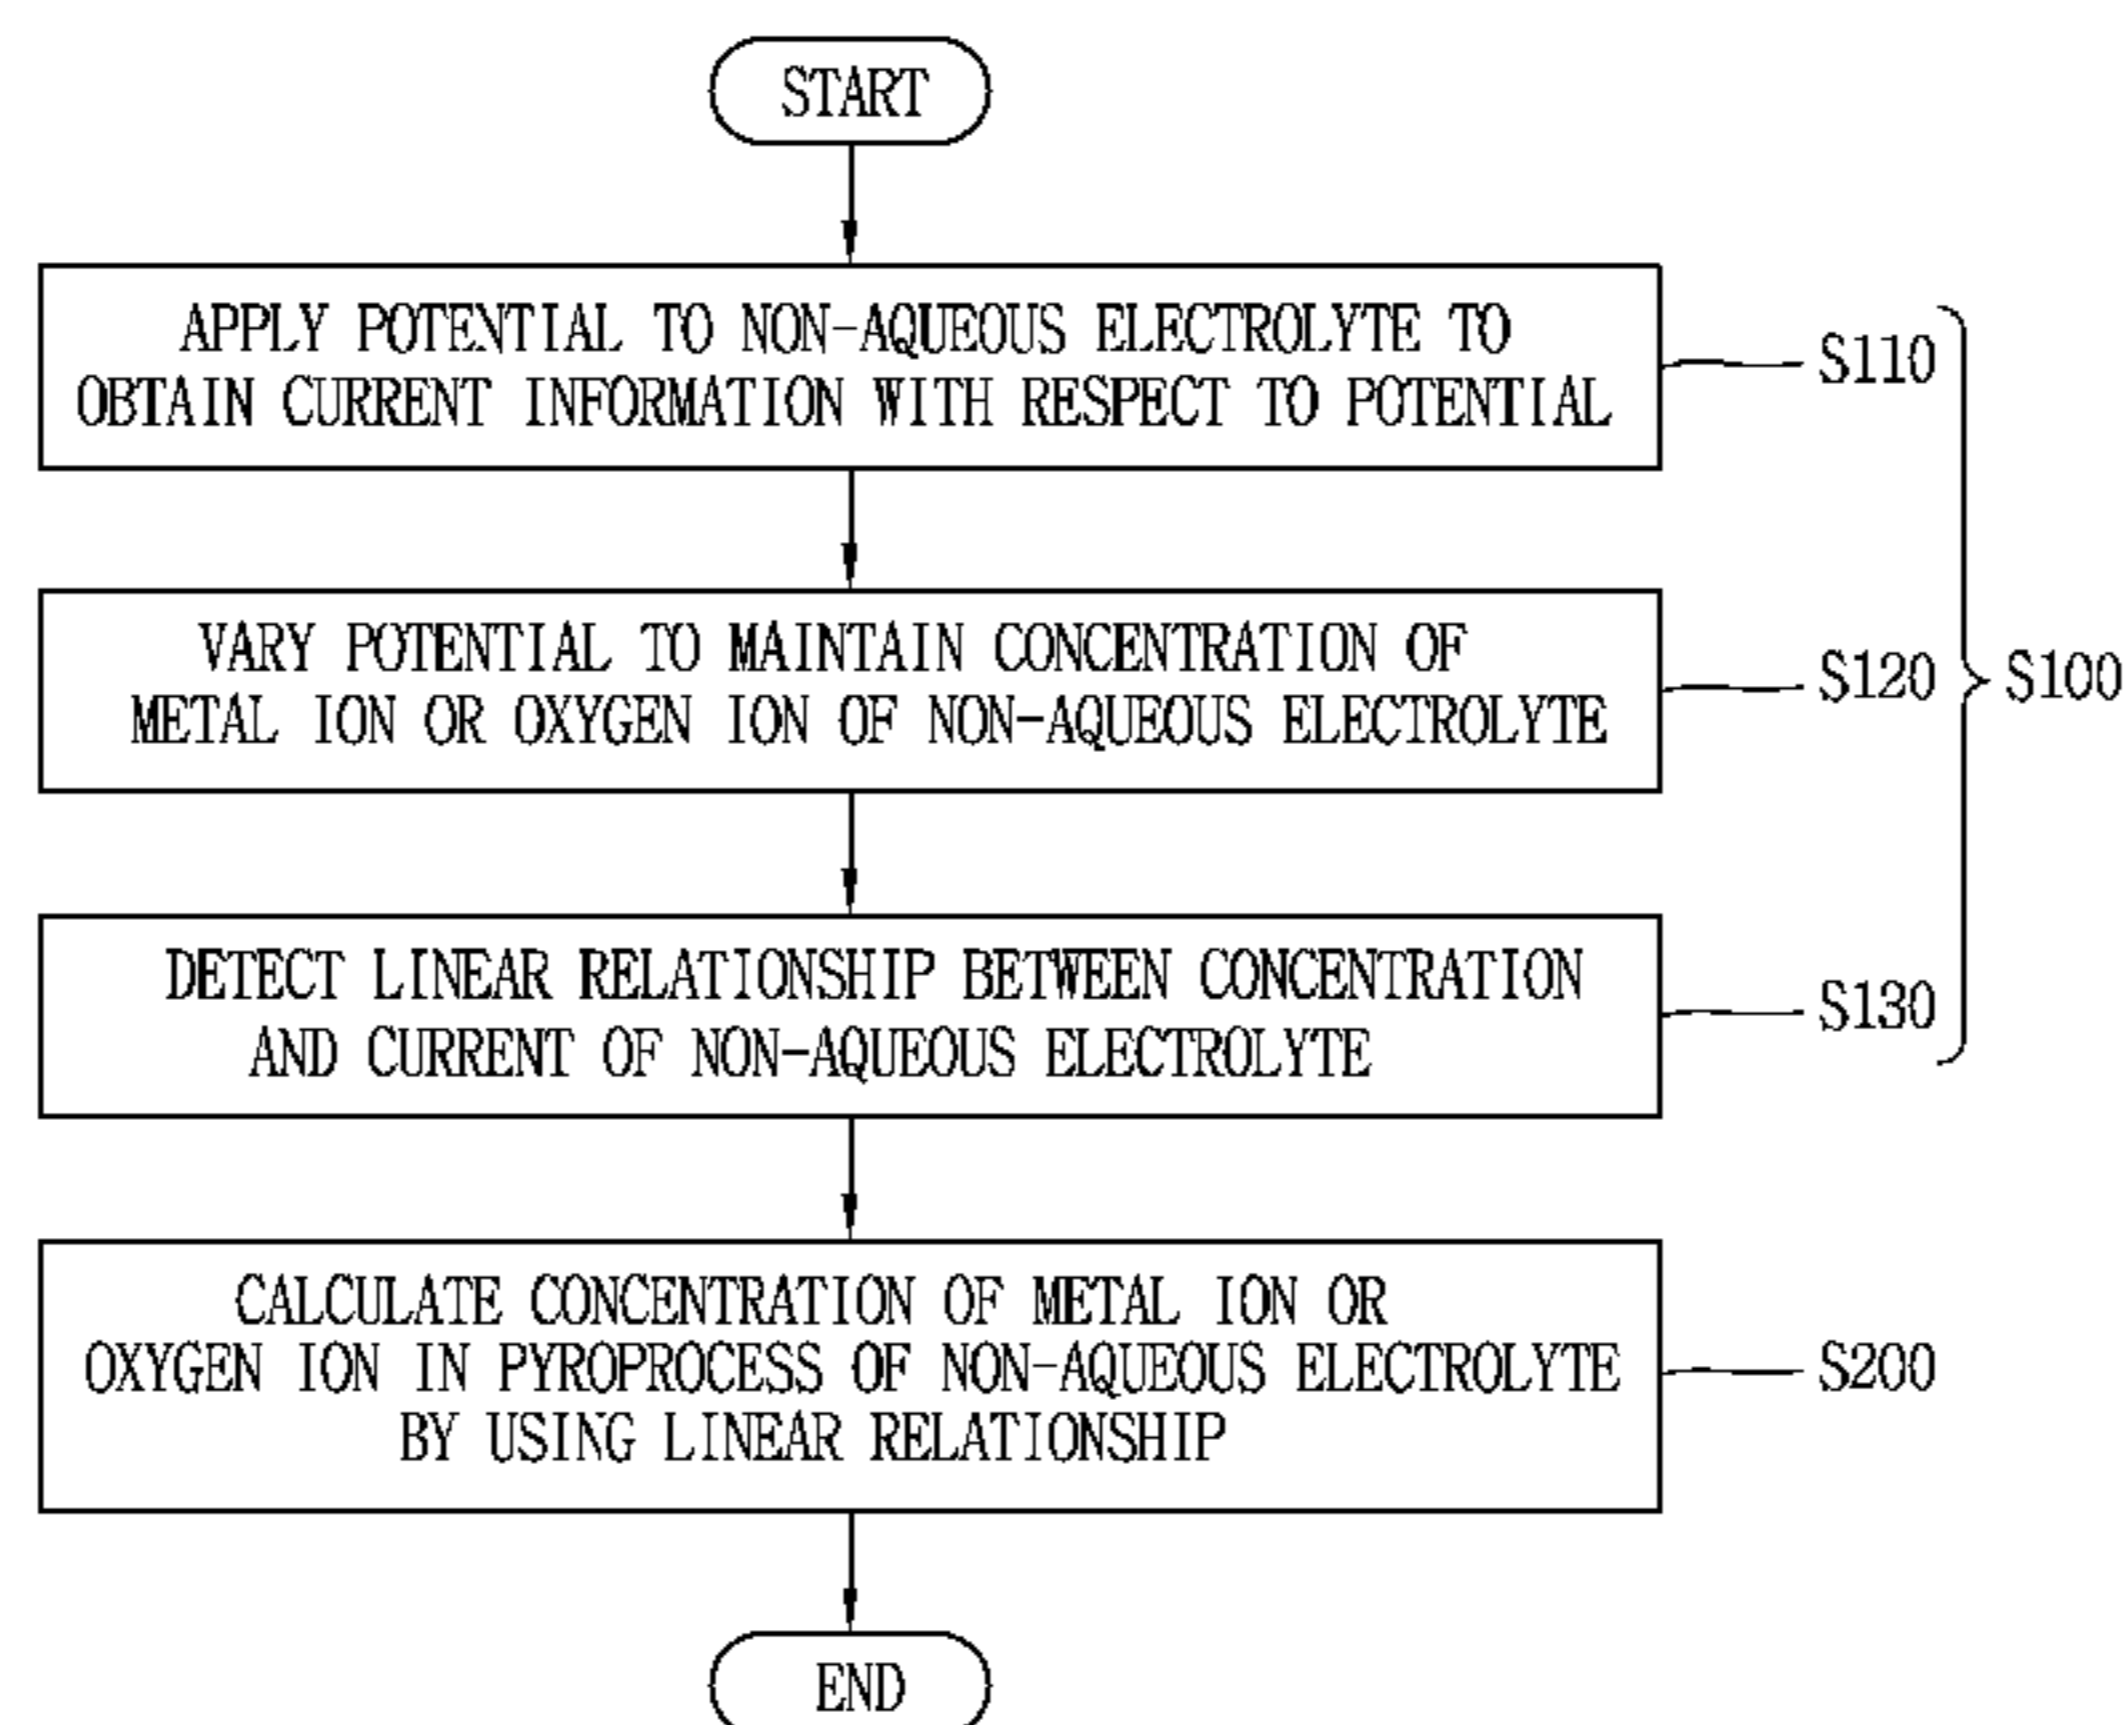 START
APPLY POTENTIAL TO NON-AQUEOUS ELECTROLYTE TO
OBTAIN CURRENT INFORMATION WITH RESPECT TO POTENTIAL
S110
VARY POTENTIAL TO MAINTAIN CONCENTRATION OF
METAL ION OR OXYGEN ION OF NON-AQUEOUS ELECTROLYTE
S120
S100
DETECT LINEAR RELATIONSHIP BETWEEN CONCENTRATION
AND CURRENT OF NON-AQUEOUS ELECTROLYTE
S130
CALCULATE CONCENTRATION OF METAL ION OR
OXYGEN ION IN PYROPROCESS OF NON-AQUEOUS ELECTROLYTE
BY USING LINEAR RELATIONSHIP
S200
END